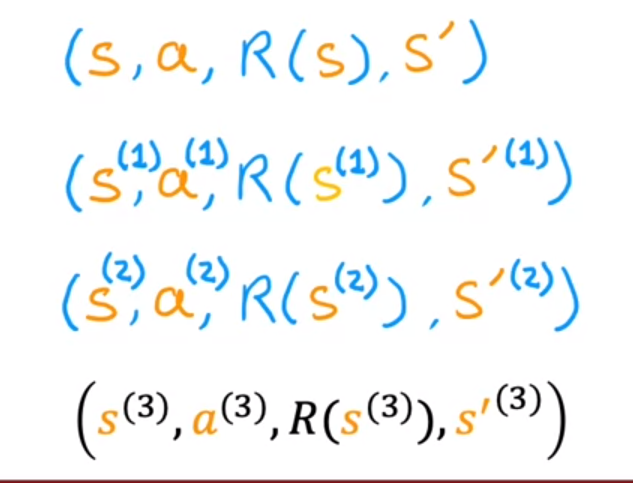 (s, a, R(s), s′)
(s⁽¹⁾, a⁽¹⁾, R(s⁽¹⁾), s′⁽¹⁾)
(s⁽²⁾, a⁽²⁾, R(s⁽²⁾), s′⁽²⁾)
(s⁽³⁾, a⁽³⁾, R(s⁽³⁾), s′⁽³⁾)